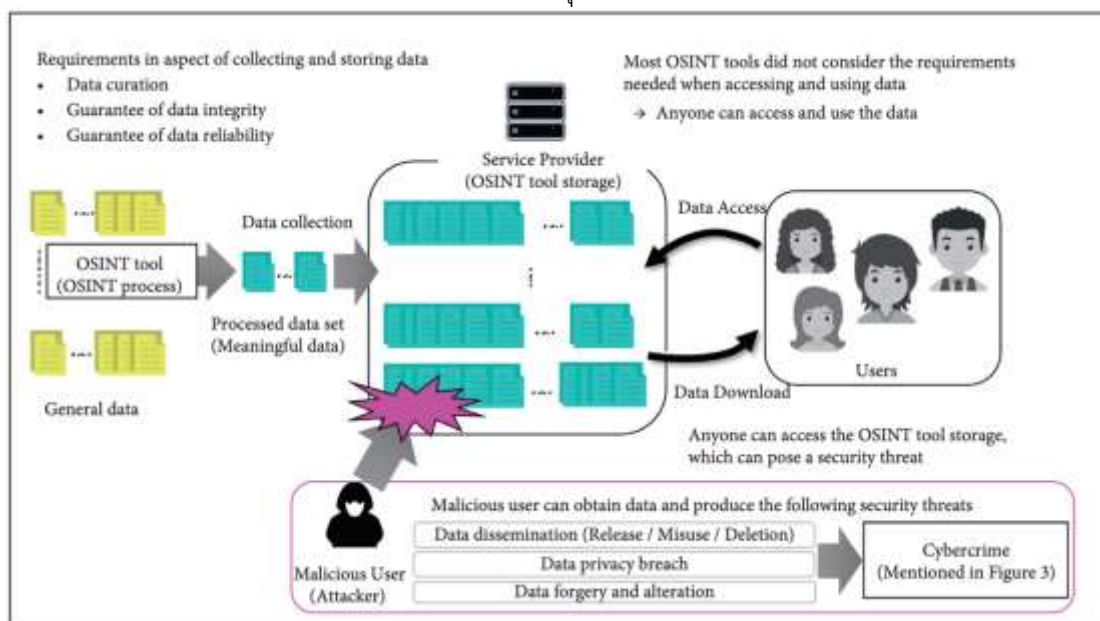 Requirements in aspect of collecting and storing data
• Data curation
• Guarantee of data integrity
• Guarantee of data reliability
Most OSINT tools did not consider the requirements
needed when accessing and using data
→ Anyone can access and use the data
Service Provider
(OSINT tool storage)
Data collection
OSINT tool
(OSINT process)
Processed data set
(Meaningful data)
General data
Data Access
Users
Data Download
Anyone can access the OSINT tool storage,
which can pose a security threat
Malicious user can obtain data and produce the following security threats
Data dissemination (Release / Misuse / Deletion)
Data privacy breach
Data forgery and alteration
Malicious User
(Attacker)
Cybercrime
(Mentioned in Figure 3)